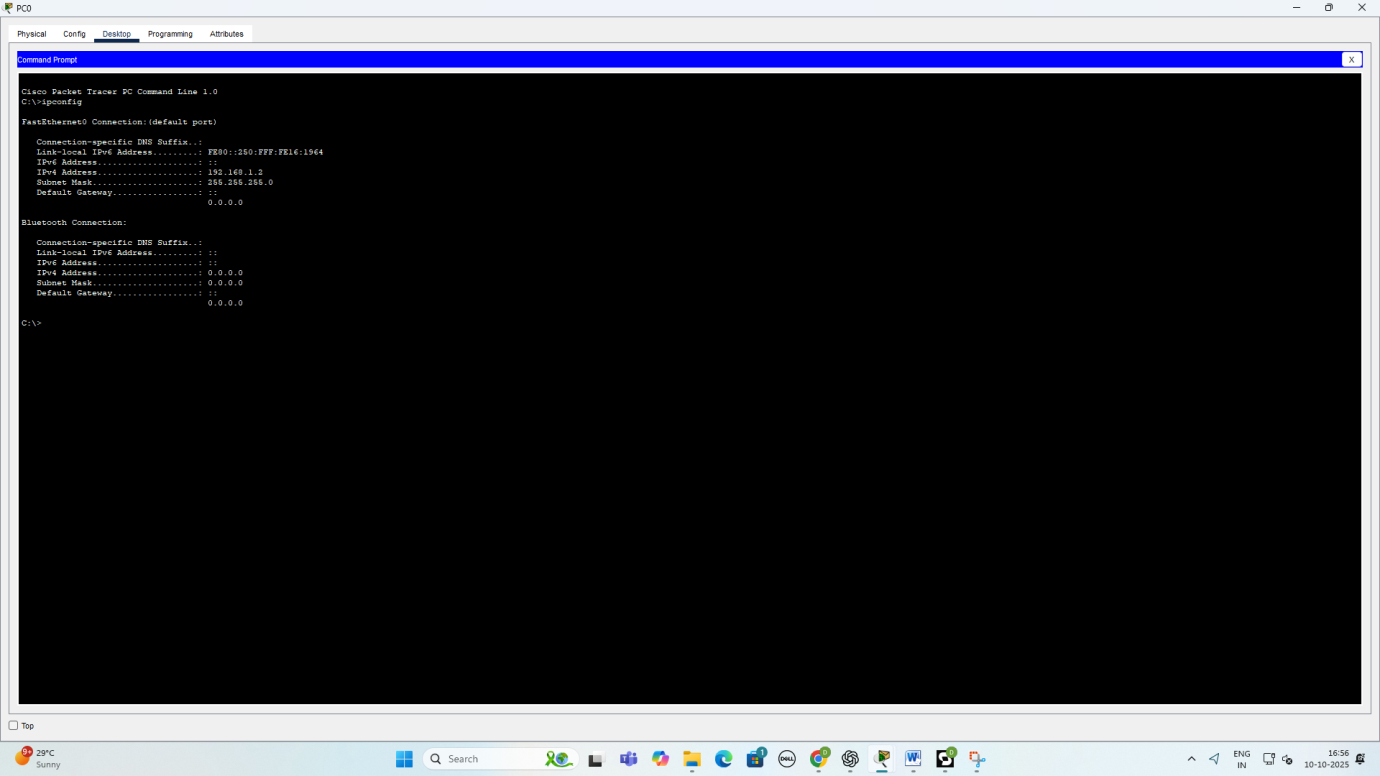 PC0
Physical Config Desktop Programming Attributes
Command Prompt
X
Cisco Packet Tracer PC Command Line 1.0
C:\>ipconfig
FastEthernet0 Connection:(default port)
Connection-specific DNS Suffix..:
Link-local IPv6 Address.........: FE80::250:FFF:FE16:1964
IPv6 Address....................: ::
IPv4 Address....................: 192.168.1.2
Subnet Mask.....................: 255.255.255.0
Default Gateway.................: ::
0.0.0.0
Bluetooth Connection:
Connection-specific DNS Suffix..:
Link-local IPv6 Address.........: ::
IPv6 Address....................: ::
IPv4 Address....................: 0.0.0.0
Subnet Mask.....................: 0.0.0.0
Default Gateway.................: ::
0.0.0.0
C:\>
Top
9+
29°C
Sunny
Search
1
DELL
0
0
ENG
IN
16:56
10-10-2025